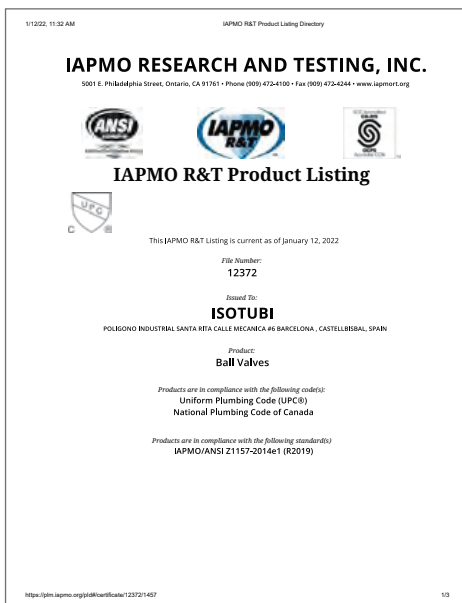 1/12/22, 11:32 AM
IAPMO R&T Product Listing Directory
IAPMO RESEARCH AND TESTING, INC.
5001 E. Philadelphia Street, Ontario, CA 91761 • Phone (909) 472-4100 • Fax (909) 472-4244 • www.iapmort.org
ANSI
IAPMO
R&T
IAPMO R&T Product Listing
UPC
C ®
This IAPMO R&T Listing is current as of January 12, 2022
File Number:
12372
Issued To:
ISOTUBI
POLIGONO INDUSTRIAL SANTA RITA CALLE MECANICA #6 BARCELONA , CASTELLBISBAL, SPAIN
Product:
Ball Valves
Products are in compliance with the following code(s):
Uniform Plumbing Code (UPC®)
National Plumbing Code of Canada
Products are in compliance with the following standard(s)
IAPMO/ANSI Z1157-2014e1 (R2019)
https://plm.iapmo.org/pld#/certificate/12372/1457
1/3